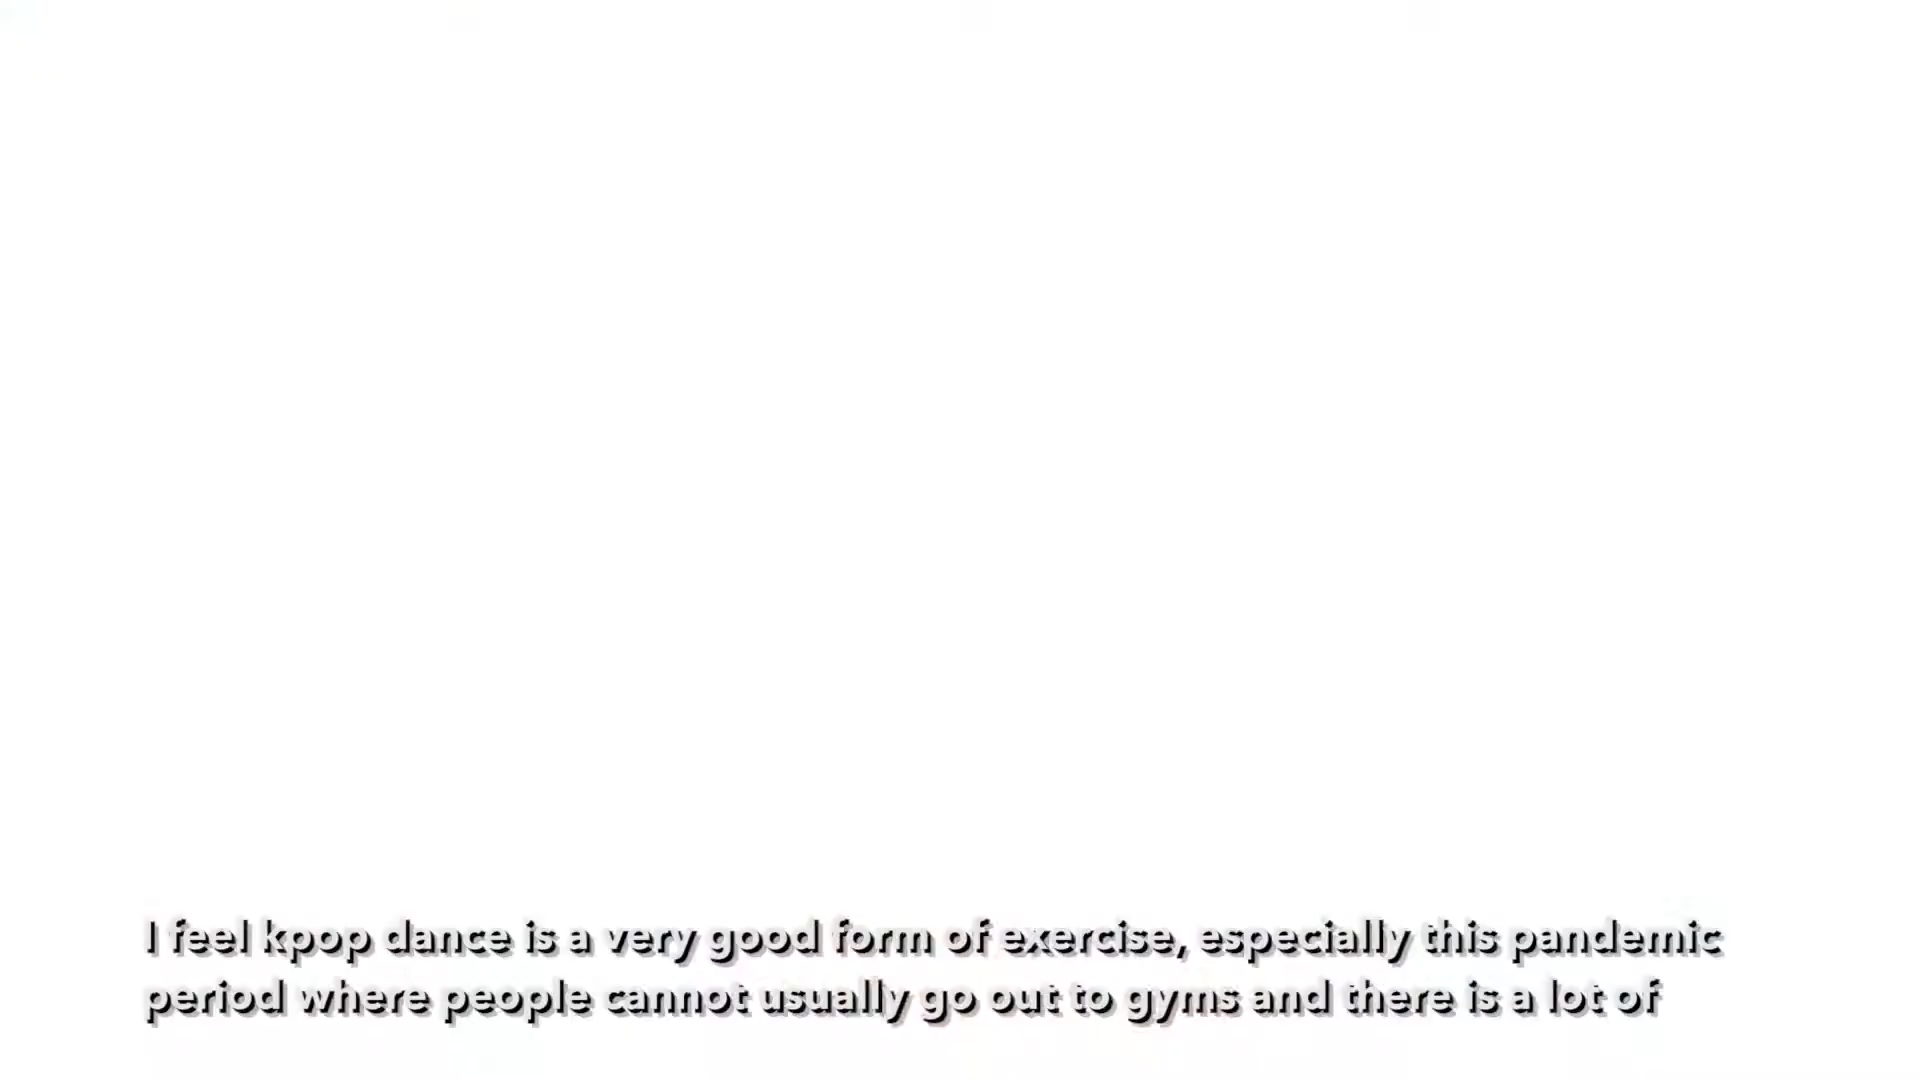 I feel kpop dance is a very good form of exercise, especially this pandemic
period where people cannot usually go out to gyms and there is a lot of